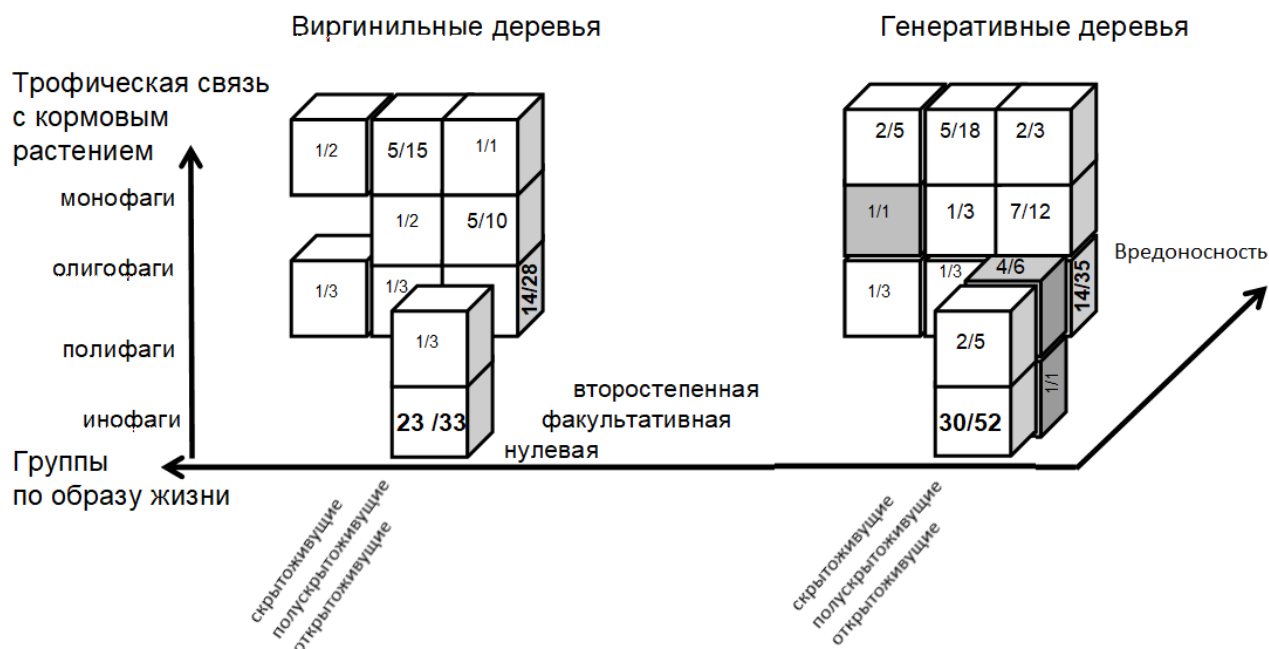 Виргинильные деревья
Генеративные деревья
Трофическая связь
с кормовым
растением
монофаги
олигофаги
полифаги
инофаги
Группы
по образу жизни
1/2
5/15
1/1
1/2
5/10
1/3
1/3
14/28
1/3
23 /33
второстепенная
факультативная
нулевая
скрытоживущие
полускрытоживущие
открытоживущие
2/5
5/18
2/3
1/1
1/3
7/12
1/3
1/3
4/6
14/35
2/5
1/1
30/52
Вредоносность
скрытоживущие
полускрытоживущие
открытоживущие